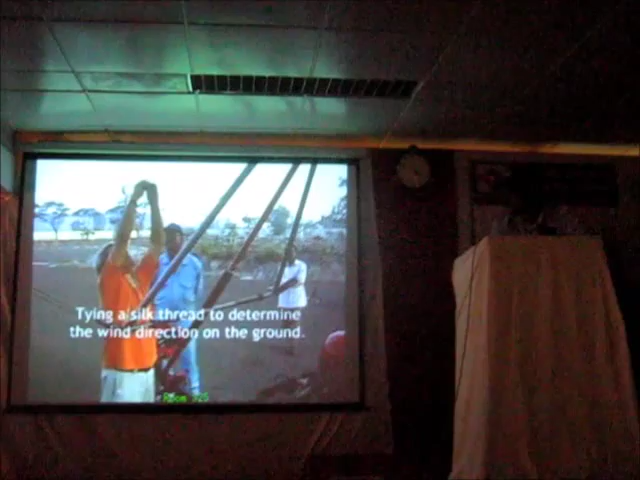 Tying a silk thread to determine
the wind direction on the ground.